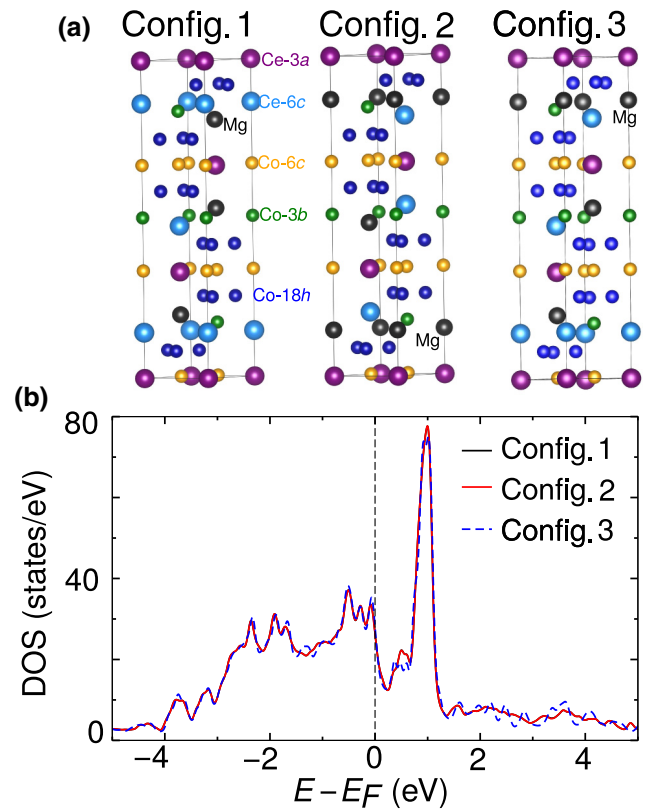 (a) Config. 1 Config. 2 Config. 3
Ce-3a
Ce-6c
Mg
Mg
Co-6c
Co-3b
Co-18h
Mg
(b)
80
Config. 1
Config. 2
Config. 3
40
DOS (states/eV)
0
−4 −2 0 2 4
E − EF (eV)